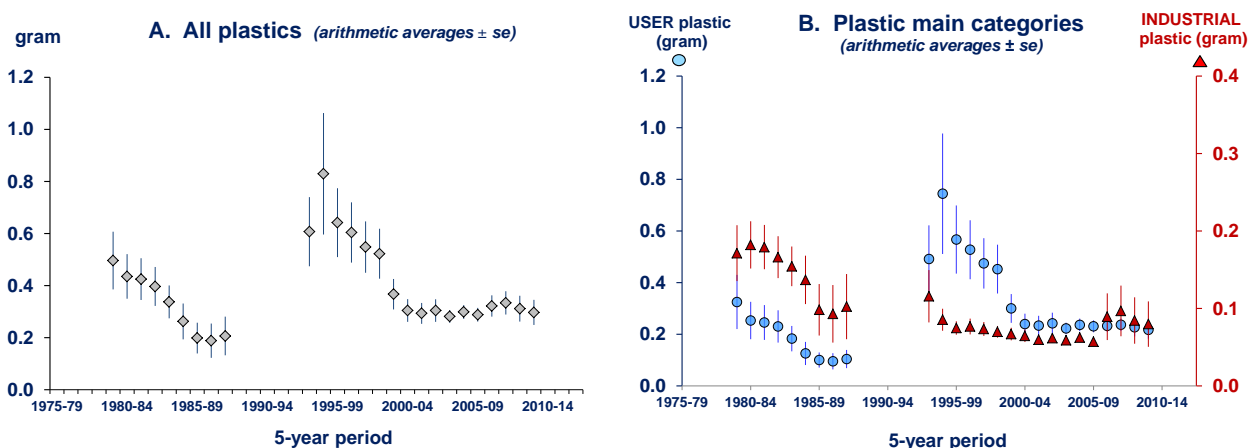 A. All plastics (arithmetic averages ± se)
gram
1.2
1.0
0.8
0.6
0.4
0.2
0.0
1975-79 1980-84 1985-89 1990-94 1995-99 2000-04 2005-09 2010-14
5-year period
USER plastic
(gram)
B. Plastic main categories
(arithmetic averages ± se)
INDUSTRIAL
plastic (gram)
1.2
1.0
0.8
0.6
0.4
0.2
0.0
0.4
0.3
0.2
0.1
0.0
1975-79 1980-84 1985-89 1990-94 1995-99 2000-04 2005-09 2010-14
5-year period